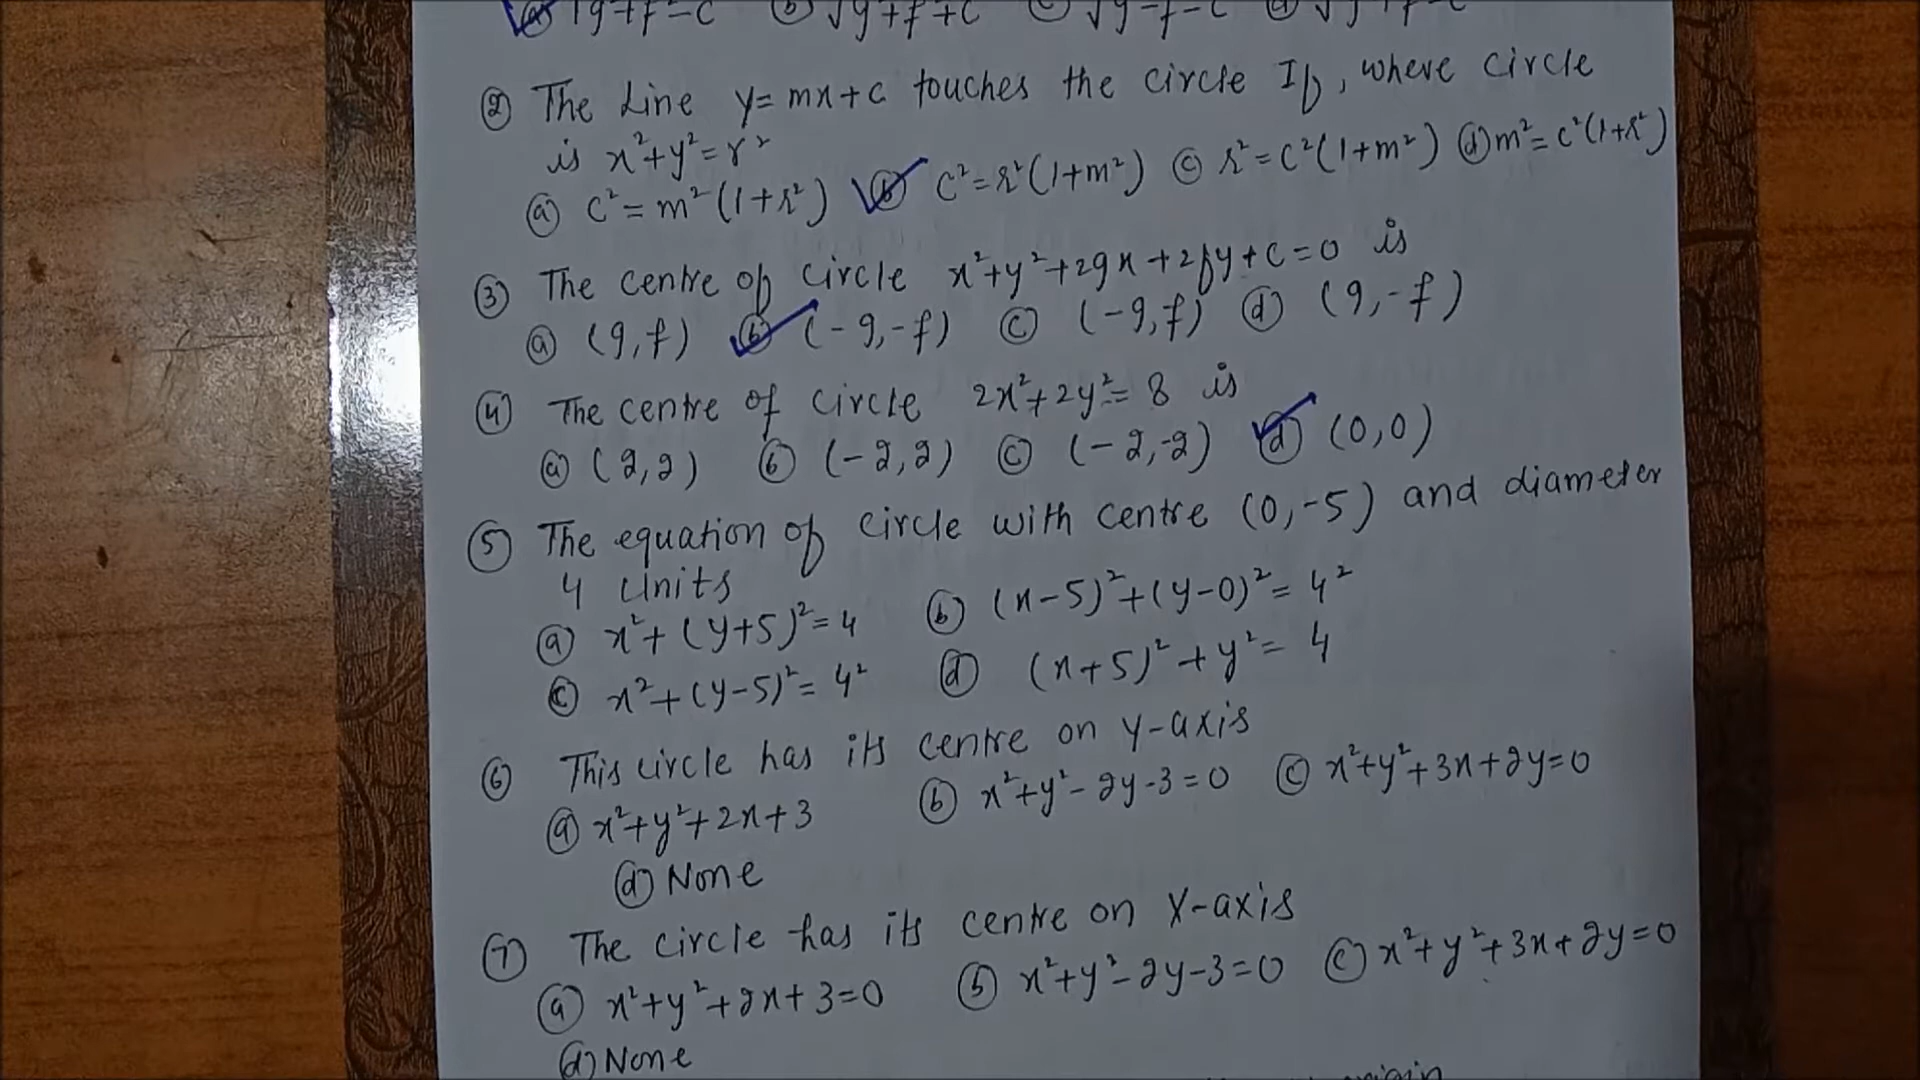 ⓐ √g+f-c ⓑ √g+f+c ⓒ √g-f-c ⓓ
② The Line y=mx+c touches the circle If, where circle
is x²+y²=r²
ⓐ c²=m²(1+r²) ⓑ c²=r²(1+m²) ⓒ r²=c²(1+m²) ⓓ m²=c²(1+r²)
③ The centre of circle x²+y²+2gx+2fy+c=0 is
ⓐ (g,f) ⓑ (-g,-f) ⓒ (-g,f) ⓓ (g,-f)
④ The centre of circle 2x²+2y²=8 is
ⓐ (2,2) ⓑ (-2,2) ⓒ (-2,-2) ⓓ (0,0)
⑤ The equation of circle with centre (0,-5) and diameter
4 Units
ⓐ x²+(y+5)²=4 ⓑ (x-5)²+(y-0)²=4²
ⓒ x²+(y-5)²=4² ⓓ (x+5)²+y²=4
⑥ This circle has its centre on y-axis
ⓐ x²+y²+2x+3 ⓑ x²+y²-2y-3=0 ⓒ x²+y²+3x+2y=0
ⓓ None
⑦ The circle has its centre on X-axis
ⓐ x²+y²+2x+3=0 ⓑ x²+y²-2y-3=0 ⓒ x²+y²+3x+2y=0
ⓓ None